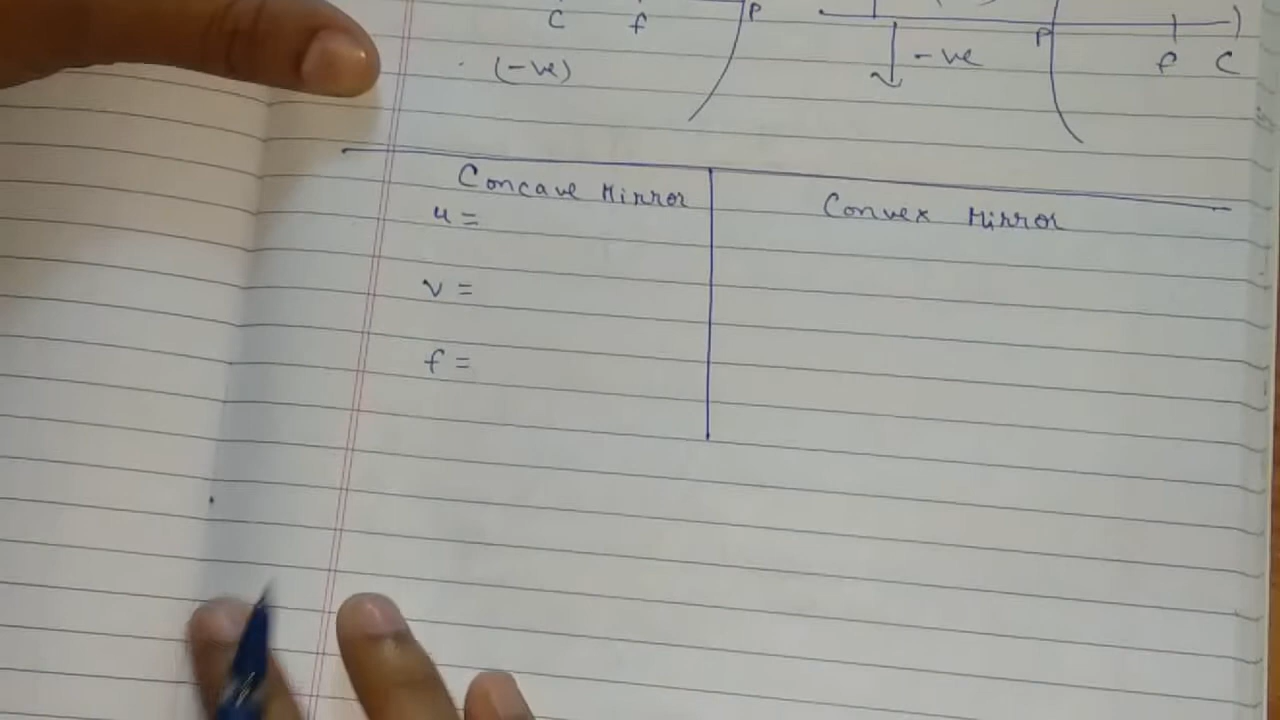 C f P
(-ve)
-ve P f C
Concave Mirror
Convex Mirror
u =
v =
f =